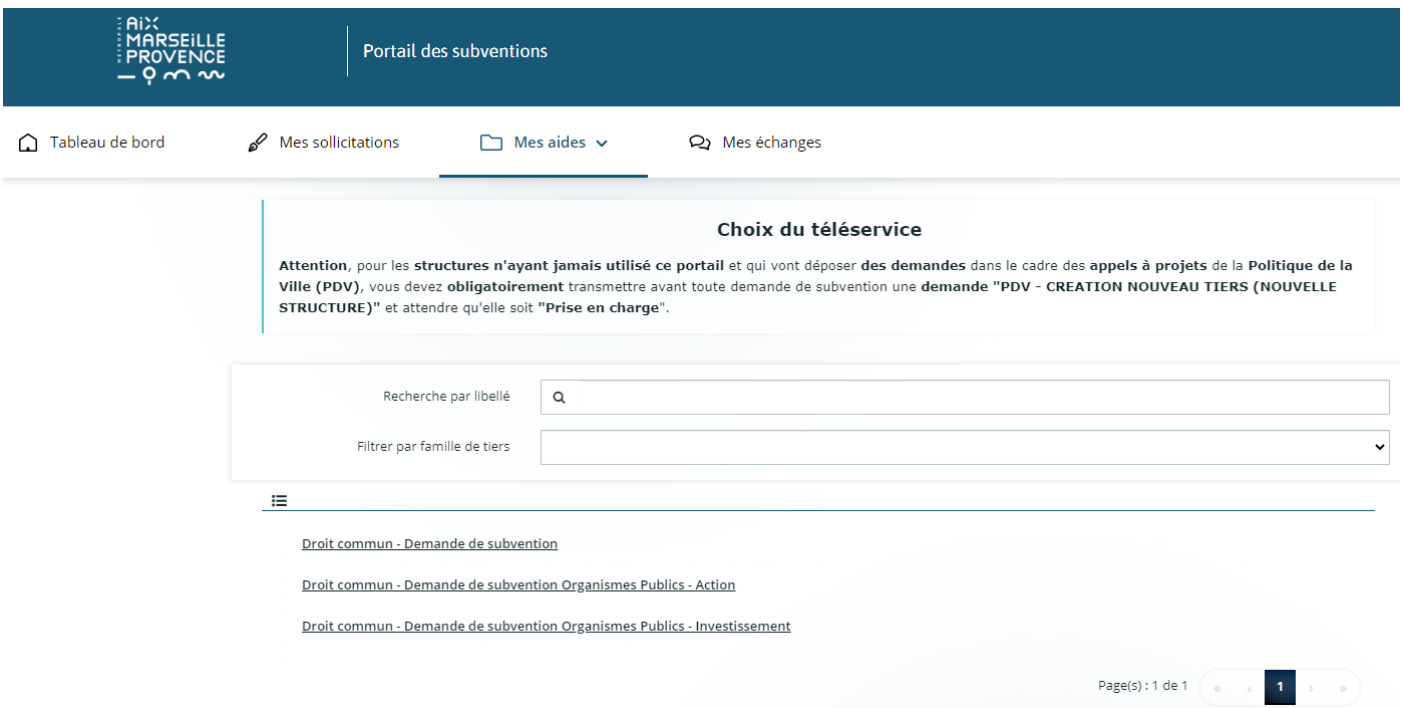 AiX
MARSEiLLE
PROVENCE
Portail des subventions
Tableau de bord
Mes sollicitations
Mes aides
Mes échanges
Choix du téléservice
Attention, pour les structures n'ayant jamais utilisé ce portail et qui vont déposer des demandes dans le cadre des appels à projets de la Politique de la
Ville (PDV), vous devez obligatoirement transmettre avant toute demande de subvention une demande "PDV - CREATION NOUVEAU TIERS (NOUVELLE
STRUCTURE)" et attendre qu'elle soit "Prise en charge".
Recherche par libellé
Filtrer par famille de tiers
Droit commun - Demande de subvention
Droit commun - Demande de subvention Organismes Publics - Action
Droit commun - Demande de subvention Organismes Publics - Investissement
Page(s) : 1 de 1 « ‹ 1 › »